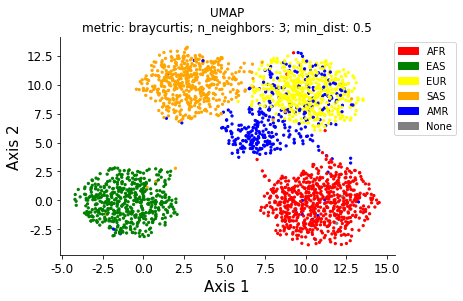 UMAP
metric: braycurtis; n_neighbors: 3; min_dist: 0.5
12.5
10.0
7.5
5.0
2.5
0.0
-2.5
Axis 2
-5.0 -2.5 0.0 2.5 5.0 7.5 10.0 12.5 15.0
Axis 1
AFR
EAS
EUR
SAS
AMR
None